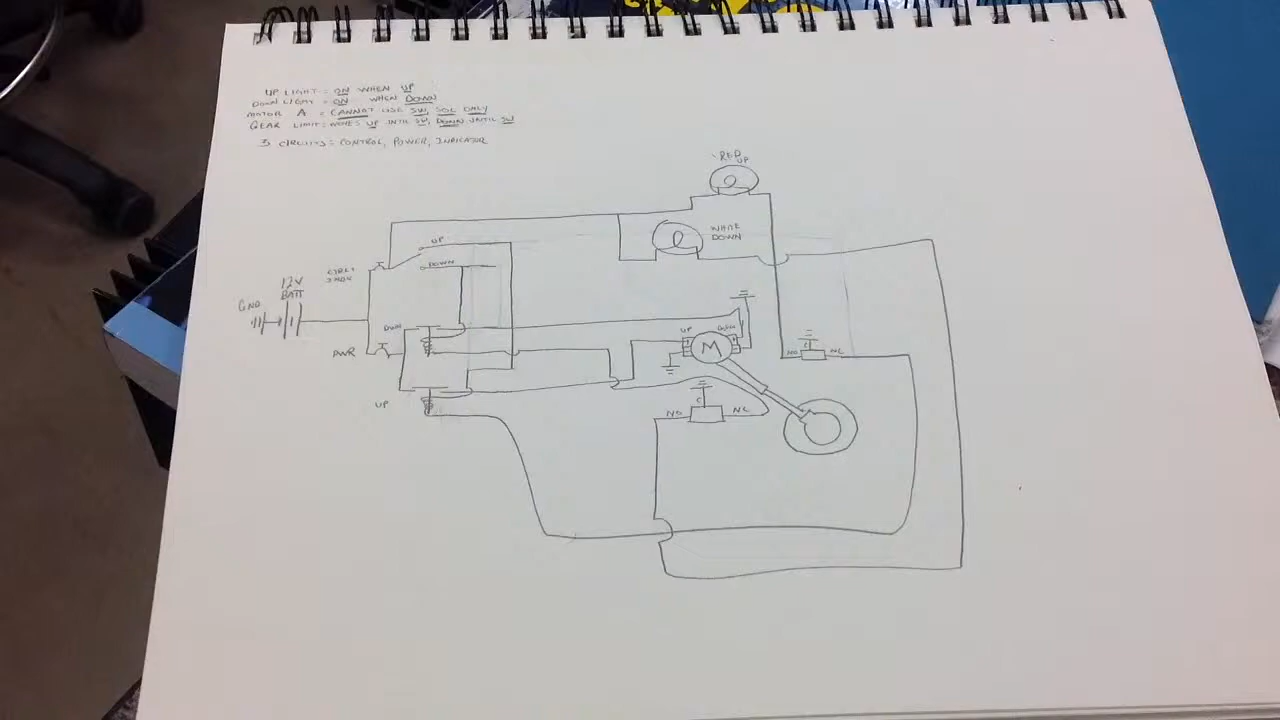 UP LIGHT = ON WHEN UP
DOWN LIGHT = ON WHEN DOWN
MOTOR A = CANNOT USE SW, SOL ONLY
GEAR LIMIT: MOVES UP UNTIL SW, DOWN UNTIL SW
3 CIRCUITS: CONTROL, POWER, INDICATOR
RED
UP
WHITE
DOWN
UP
DOWN
12V
BATT
GND
DWN
PWR
UP
UP
DOWN
M
NO
C
NC
C
NO
NC